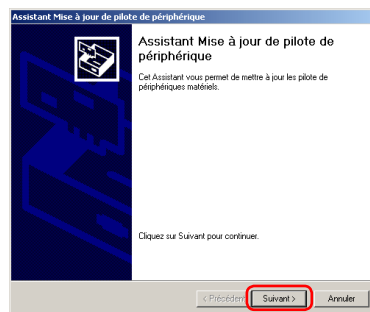 Assistant Mise à jour de pilote de périphérique
Assistant Mise à jour de pilote de
périphérique
Cet Assistant vous permet de mettre à jour les pilote de
périphériques matériels.
Cliquez sur Suivant pour continuer.
< Précédent Suivant > Annuler